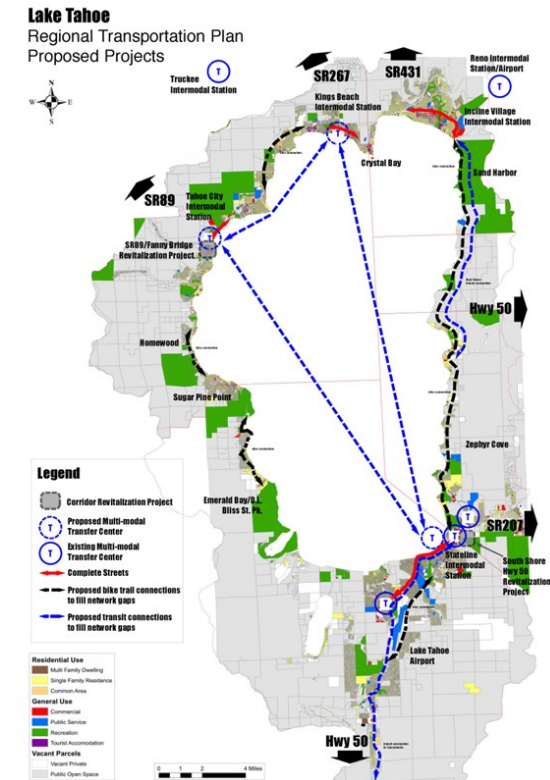 Lake Tahoe
Regional Transportation Plan
Proposed Projects
N
W
E
S
Truckee
Intermodal Station
T
SR267
SR431
Reno Intermodal
Station/Airport
T
Kings Beach
Intermodal Station
T
Incline Village
Intermodal Station
Crystal Bay
Sand Harbor
SR89
Tahoe City
Intermodal
Station
T
SR89/Fanny Bridge
Revitalization Project
Hwy 50
Homewood
Sugar Pine Point
Zephyr Cove
Emerald Bay/D.L.
Bliss St. Pk.
T
SR207
T
T
Stateline
Intermodal
Station
South Shore
Hwy 50
Revitalization
Project
T
Lake Tahoe
Airport
Hwy 50
Legend
Corridor Revitalization Project
T
Proposed Multi-modal
Transfer Center
T
Existing Multi-modal
Transfer Center
Complete Streets
Proposed bike trail connections
to fill network gaps
Proposed transit connections
to fill network gaps
Residential Use
Multi Family Dwelling
Single Family Residence
Common Area
General Use
Commercial
Public Service
Recreation
Tourist Accomodation
Vacant Parcels
Vacant Private
Public Open Space
0 1 2 4 Miles